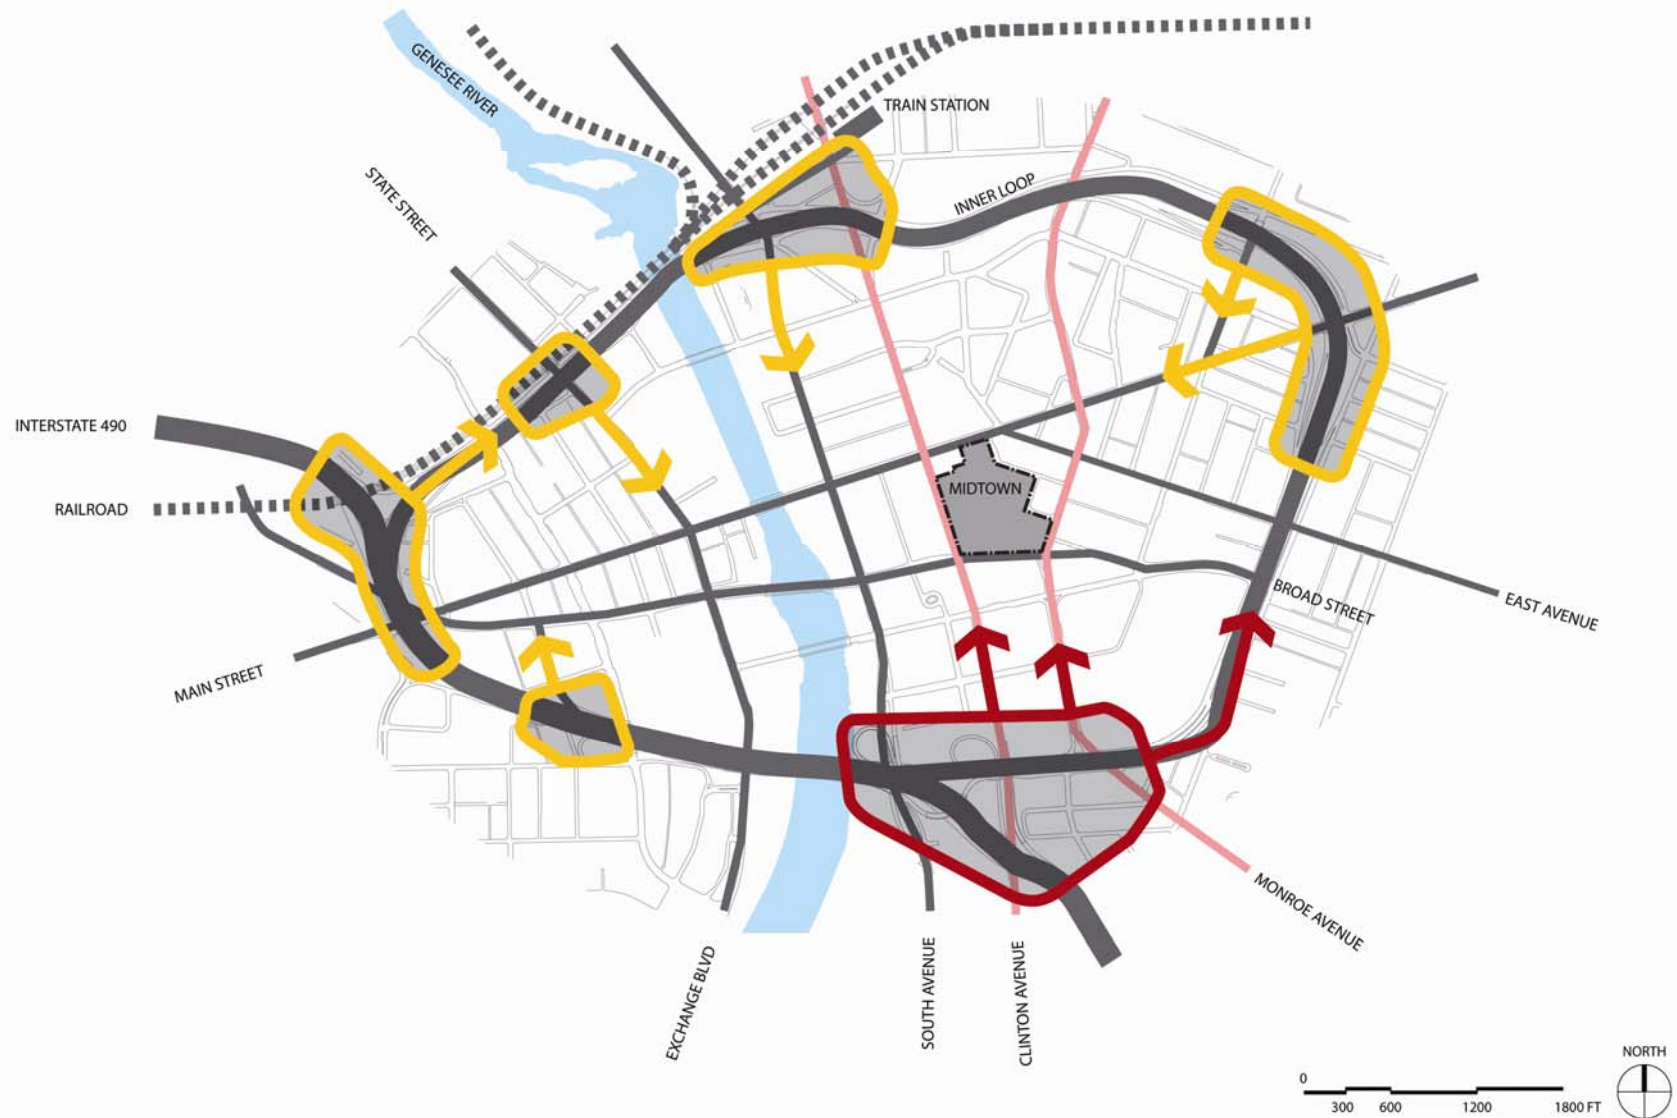 GENESEE RIVER
TRAIN STATION
STATE STREET
INNER LOOP
INTERSTATE 490
MIDTOWN
RAILROAD
BROAD STREET
EAST AVENUE
MAIN STREET
MONROE AVENUE
EXCHANGE BLVD
SOUTH AVENUE
CLINTON AVENUE
NORTH
0
300 600 1200 1800 FT